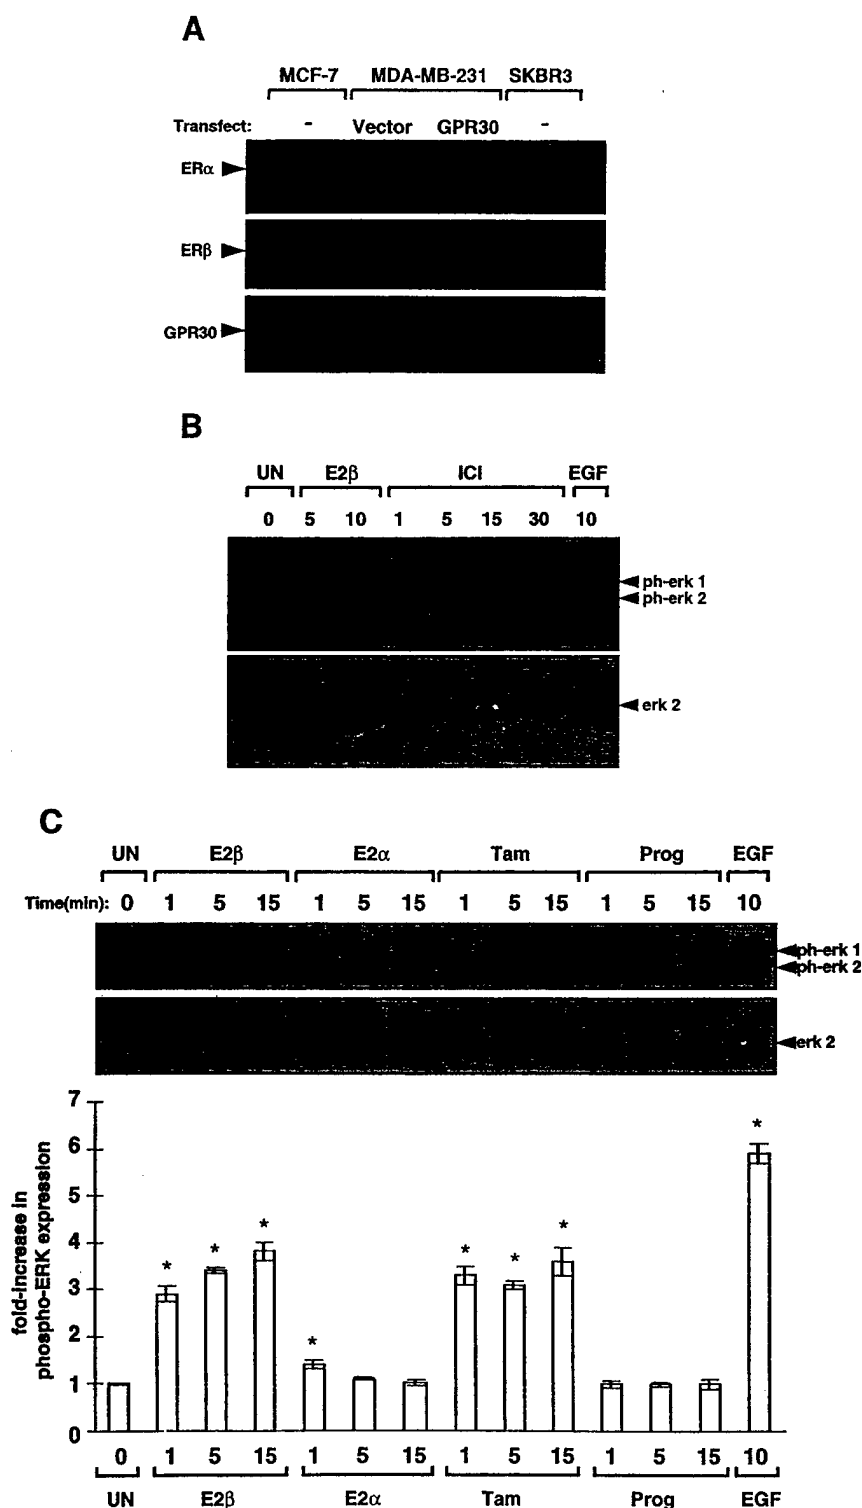 A
MCF-7 MDA-MB-231 SKBR3
Transfect: - Vector GPR30 -
ERα
ERβ
GPR30
B
UN E2β ICI EGF
0 5 10 1 5 15 30 10
ph-erk 1
ph-erk 2
erk 2
C
UN E2β E2α Tam Prog EGF
Time(min): 0 1 5 15 1 5 15 1 5 15 1 5 15 10
ph-erk 1
ph-erk 2
erk 2
fold-increase in
phospho-ERK expression
7
6
5
4
3
2
1
0
* * * * * * * *
0 1 5 15 1 5 15 1 5 15 1 5 15 10
UN E2β E2α Tam Prog EGF